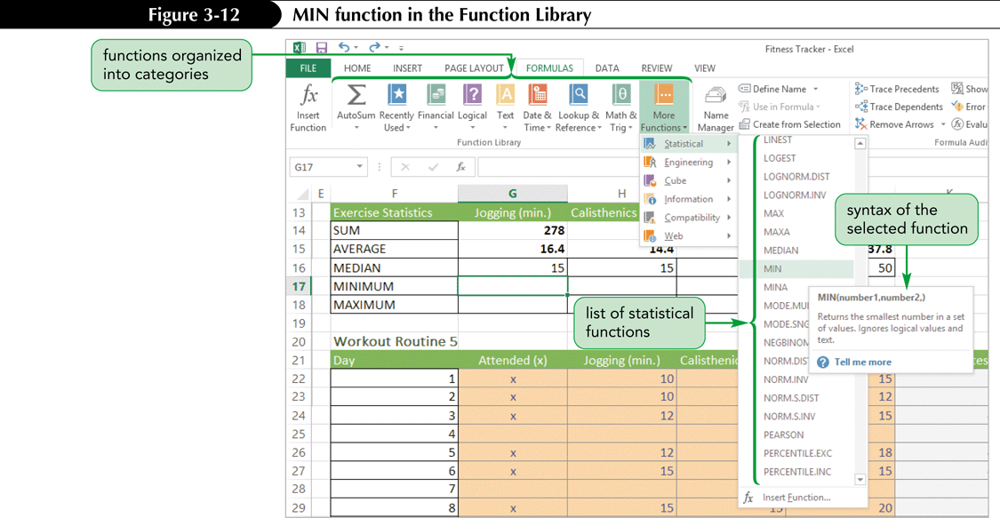 Figure 3-12 MIN function in the Function Library
functions organized
into categories
Fitness Tracker - Excel
FILE HOME INSERT PAGE LAYOUT FORMULAS DATA REVIEW VIEW
Insert
Function
AutoSum
Recently
Used
Financial
Logical
Text
Date &
Time
Lookup &
Reference
Math &
Trig
More
Functions
Name
Manager
Define Name
Use in Formula
Create from Selection
Trace Precedents
Trace Dependents
Remove Arrows
Show
Error
Evalu
Function Library
Formula Audi
G17
fx
Statistical
Engineering
Cube
Information
Compatibility
Web
LINEST
LOGEST
LOGNORM.DIST
LOGNORM.INV
MAX
MAXA
MEDIAN
MIN
MINA
MODE.MU
MODE.SNG
NEGBINOM
NORM.DIS
NORM.INV
NORM.S.DIST
NORM.S.INV
PEARSON
PERCENTILE.EXC
PERCENTILE.INC
fx Insert Function...
syntax of the
selected function
MIN(number1,number2,)
Returns the smallest number in a set
of values. Ignores logical values and
text.
? Tell me more
list of statistical
functions
E F G H K
13 Exercise Statistics Jogging (min.) Calisthenics
14 SUM 278
15 AVERAGE 16.4 14.4 37.8
16 MEDIAN 15 15 50
17 MINIMUM
18 MAXIMUM
19
20 Workout Routine 5
21 Day Attended (x) Jogging (min.) Calisthenic tes
22 1 x 10 15
23 2 x 10 12
24 3 x 12 15
25 4
26 5 x 12 18
27 6 x 15 15
28 7
29 8 x 15 15 20